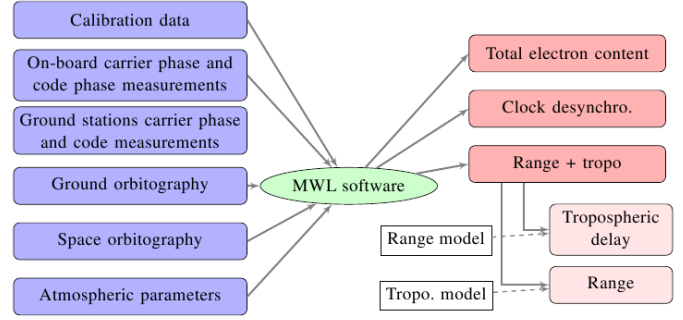 Calibration data
On-board carrier phase and
code phase measurements
Ground stations carrier phase
and code measurements
Ground orbitography
Space orbitography
Atmospheric parameters
MWL software
Total electron content
Clock desynchro.
Range + tropo
Tropospheric
delay
Range model
Range
Tropo. model